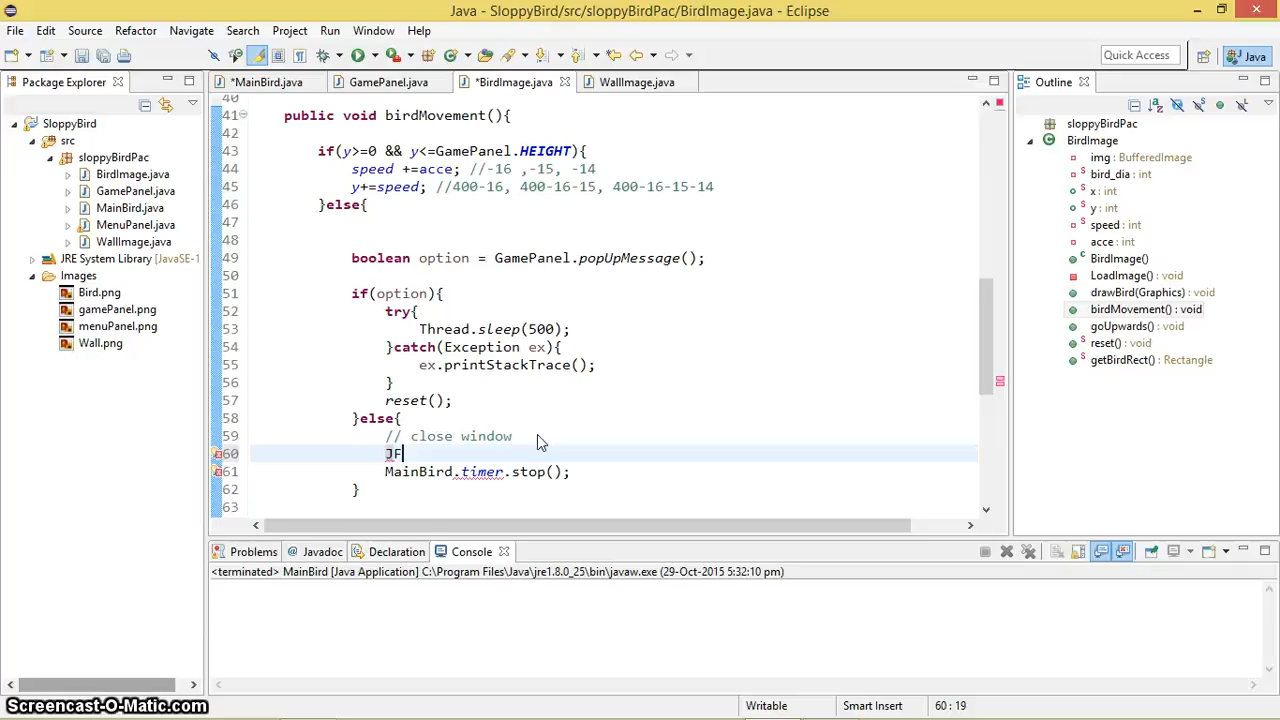 Java - SloppyBird/src/sloppyBirdPac/BirdImage.java - Eclipse
File Edit Source Refactor Navigate Search Project Run Window Help
Quick Access
Java
Package Explorer
*MainBird.java
GamePanel.java
*BirdImage.java
WallImage.java
Outline
SloppyBird
src
sloppyBirdPac
BirdImage.java
GamePanel.java
MainBird.java
MenuPanel.java
WallImage.java
JRE System Library [JavaSE-1
Images
Bird.png
gamePanel.png
menuPanel.png
Wall.png
40
41 public void birdMovement(){
42
43 if(y>=0 && y<=GamePanel.HEIGHT){
44 speed +=acce; //-16 ,-15, -14
45 y+=speed; //400-16, 400-16-15, 400-16-15-14
46 }else{
47
48
49 boolean option = GamePanel.popUpMessage();
50
51 if(option){
52 try{
53 Thread.sleep(500);
54 }catch(Exception ex){
55 ex.printStackTrace();
56 }
57 reset();
58 }else{
59 // close window
60 JF
61 MainBird.timer.stop();
62 }
63
sloppyBirdPac
BirdImage
img : BufferedImage
bird_dia : int
x : int
y : int
speed : int
acce : int
BirdImage()
LoadImage() : void
drawBird(Graphics) : void
birdMovement() : void
goUpwards() : void
reset() : void
getBirdRect() : Rectangle
Problems
Javadoc
Declaration
Console
<terminated> MainBird [Java Application] C:\Program Files\Java\jre1.8.0_25\bin\javaw.exe (29-Oct-2015 5:32:10 pm)
Screencast-O-Matic.com
Writable
Smart Insert
60 : 19